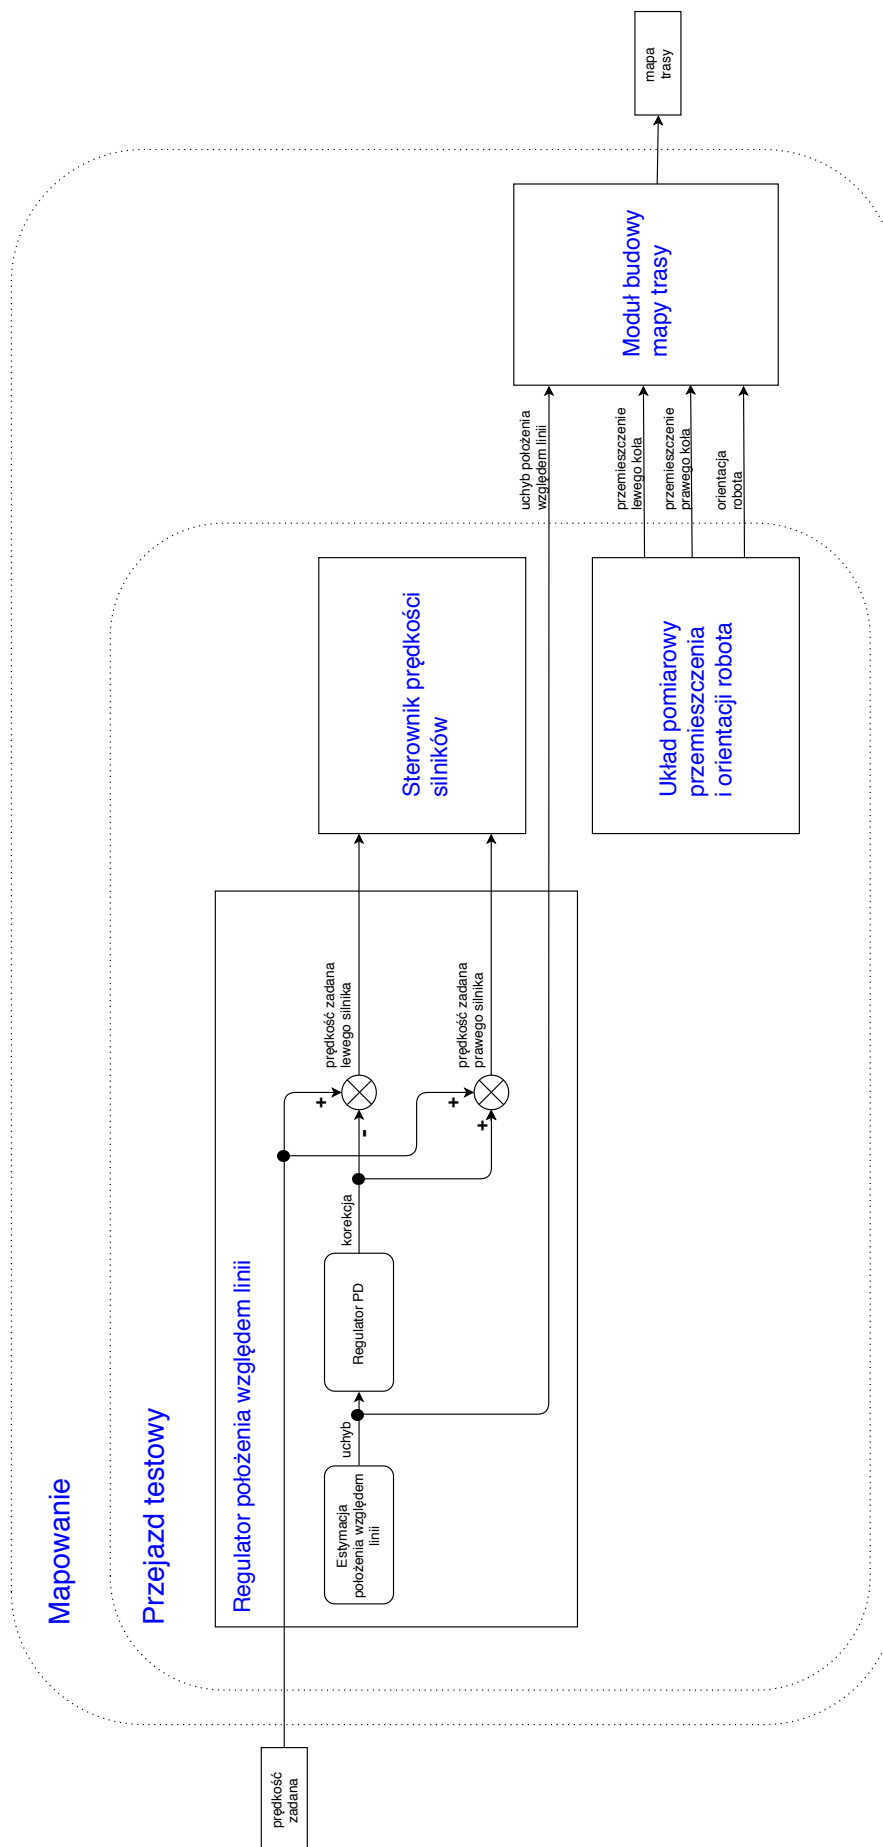 Mapowanie
Przejazd testowy
Regulator położenia względem linii
prędkość
zadana
Estymacja
położenia względem
linii
uchyb
Regulator PD
korekcja
+
-
+
+
prędkość zadana
lewego silnika
prędkość zadana
prawego silnika
Sterownik prędkości
silników
Układ pomiarowy
przemieszczenia
i orientacji robota
uchyb położenia
względem linii
przemieszczenie
lewego koła
przemieszczenie
prawego koła
orientacja
robota
Moduł budowy
mapy trasy
mapa
trasy